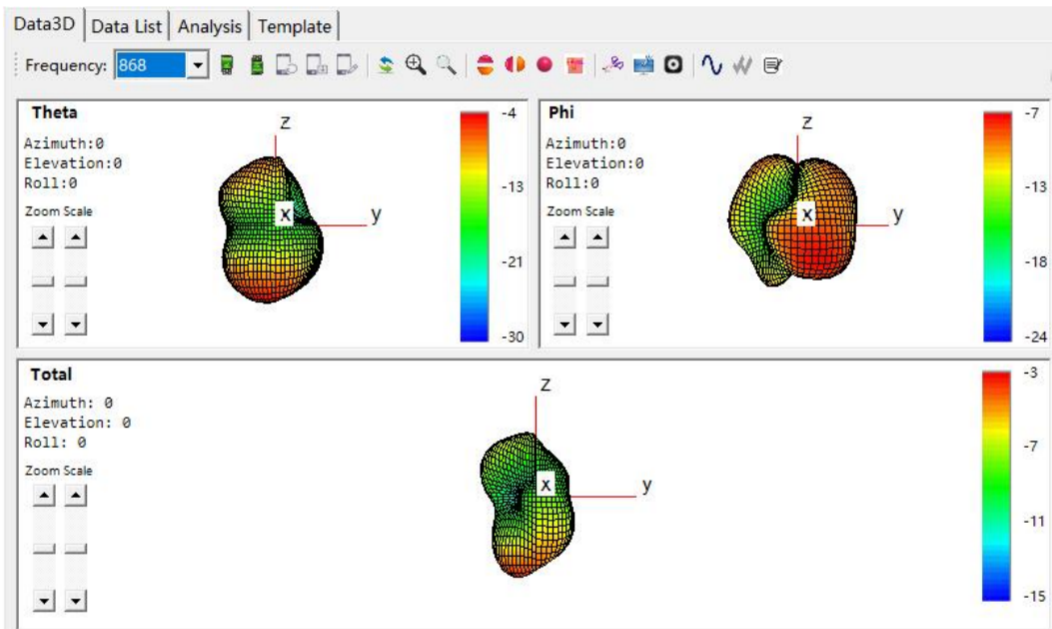 Data3D Data List Analysis Template
Frequency: 868
Theta
Azimuth:0
Elevation:0
Roll:0
Zoom Scale
z
x
y
-4
-13
-21
-30
Phi
Azimuth:0
Elevation:0
Roll:0
Zoom Scale
z
x
y
-7
-13
-18
-24
Total
Azimuth: 0
Elevation: 0
Roll: 0
Zoom Scale
z
x
y
-3
-7
-11
-15